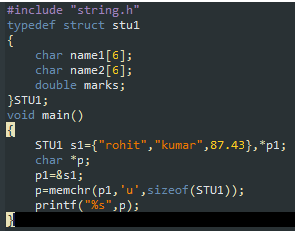 #include "string.h"
typedef struct stu1
{
char name1[6];
char name2[6];
double marks;
}STU1;
void main()
{
STU1 s1={"rohit","kumar",87.43},*p1;
char *p;
p1=&s1;
p=memchr(p1,'u',sizeof(STU1));
printf("%s",p);
}